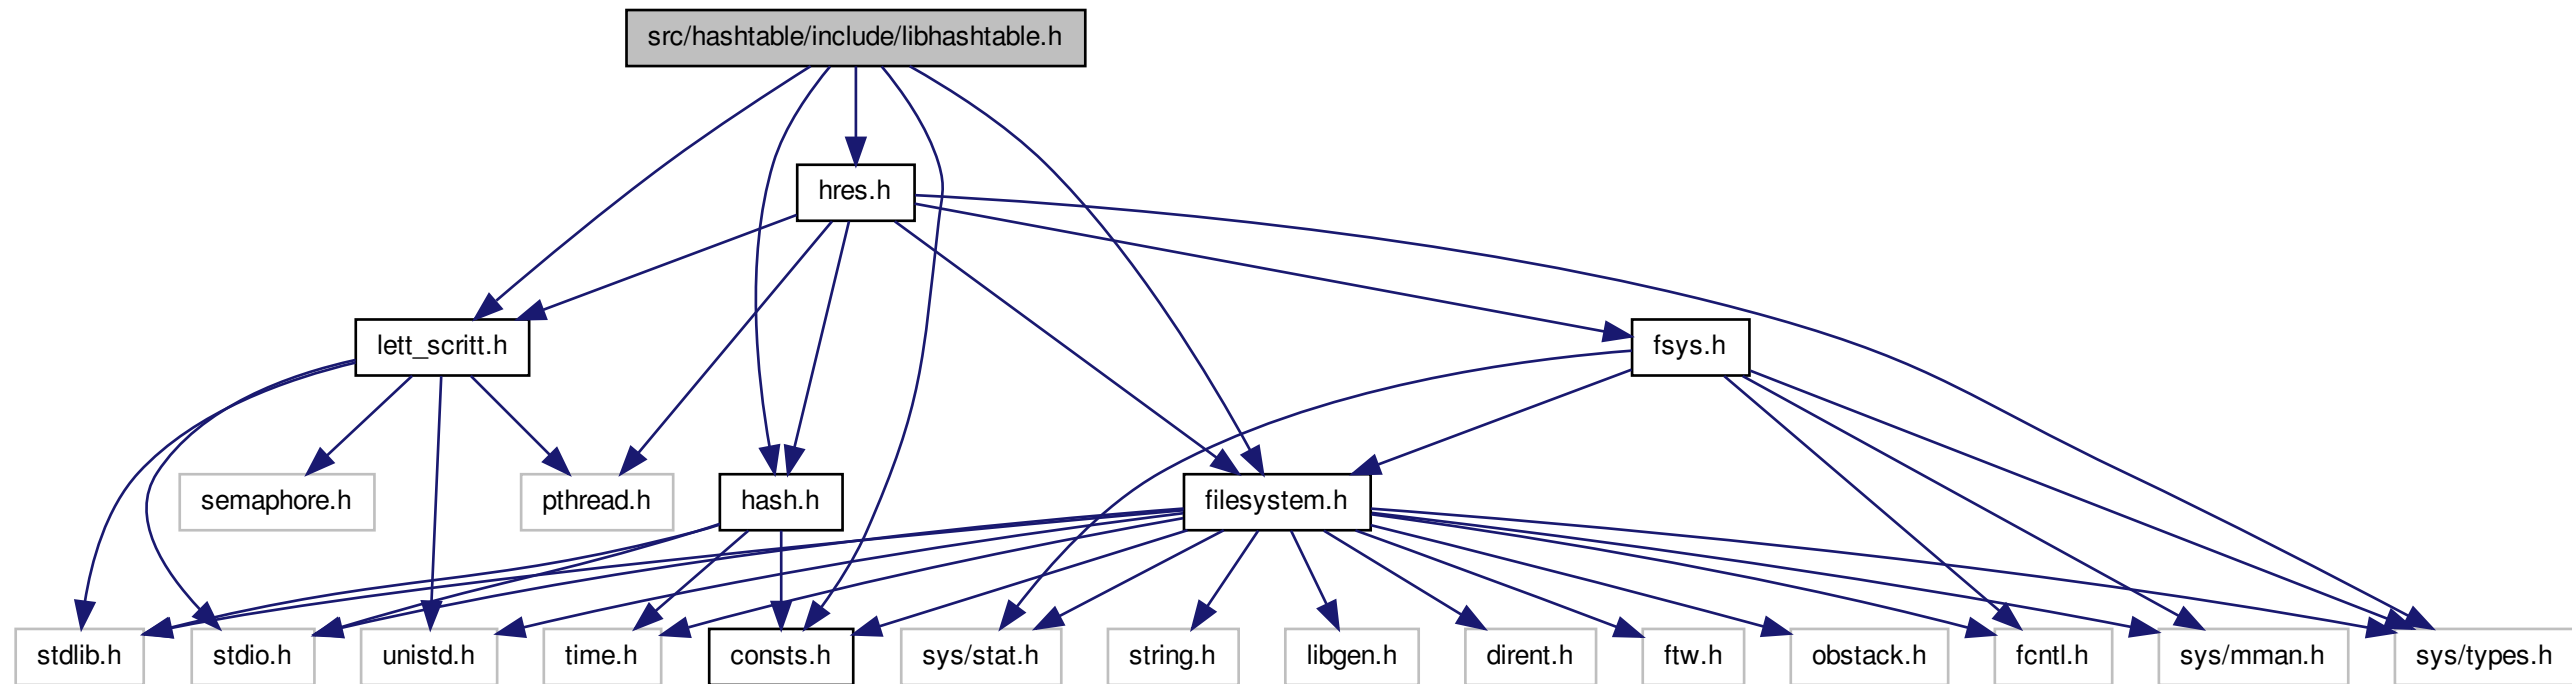 src/hashtable/include/libhashtable.h
hres.h
lett_scritt.h
fsys.h
semaphore.h
pthread.h
hash.h
filesystem.h
stdlib.h
stdio.h
unistd.h
time.h
consts.h
sys/stat.h
string.h
libgen.h
dirent.h
ftw.h
obstack.h
fcntl.h
sys/mman.h
sys/types.h